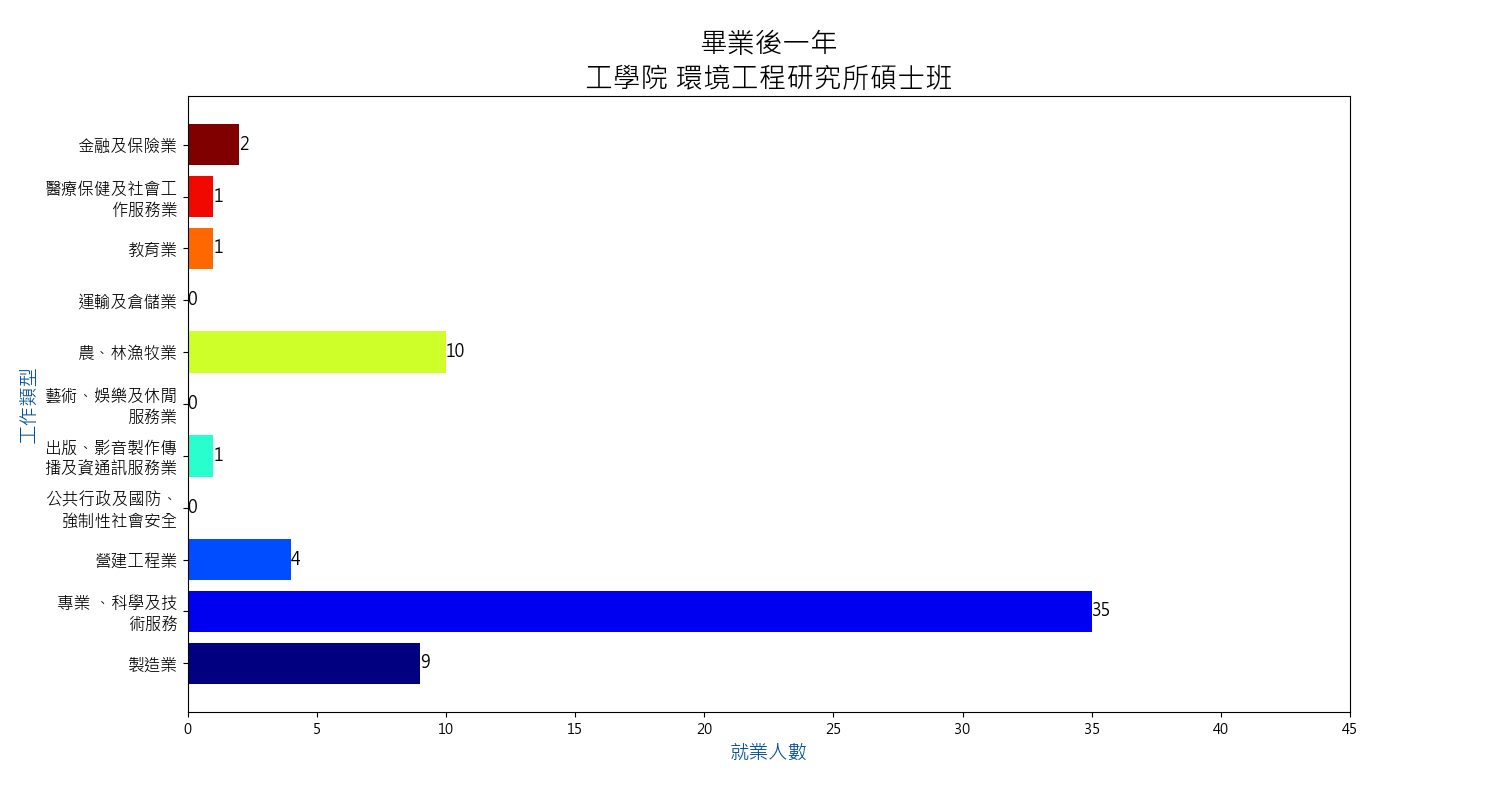 畢業後一年
工學院 環境工程研究所碩士班
金融及保險業
2
醫療保健及社會工
作服務業
1
教育業
1
運輸及倉儲業
0
農、林漁牧業
10
藝術、娛樂及休閒
服務業
0
出版、影音製作傳
播及資通訊服務業
1
公共行政及國防、
強制性社會安全
0
營建工程業
4
專業 、科學及技
術服務
35
製造業
9
工作類型
0 5 10 15 20 25 30 35 40 45
就業人數